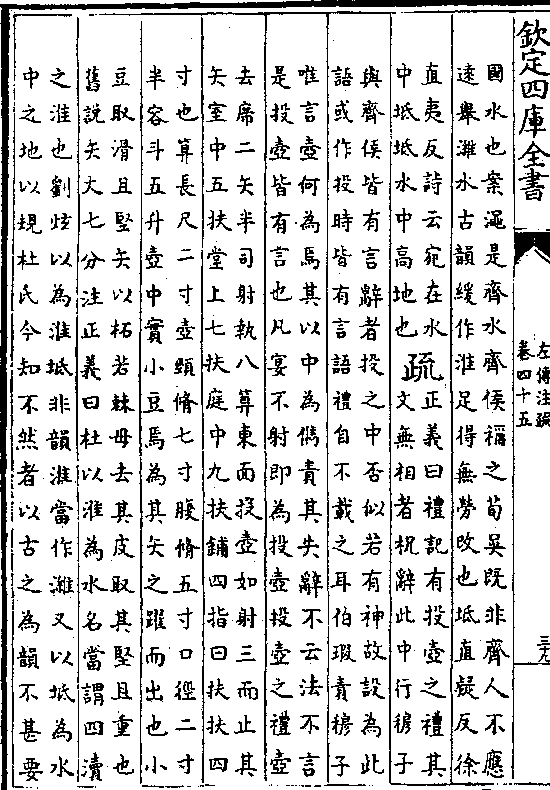 欽定四庫全書
左傳注疏
卷四十五
三十九
國水也案澠是齊水齊侯稱之荀吳既非齊人不應
遠舉濰水古韻緩作淮足得無勞改也坻直疑反徐
直夷反詩云宛在水
中坻坻水中高地也
疏
正義曰禮記有投壺之禮其
文無相者祝辭此中行穆子
與齊侯皆有言辭者投之中否似若有神故設為此
語或作投時皆有言語禮自不載之耳伯瑕責穆子
唯言壺何為焉其以中為儁責其失辭不云法不言
是投壺皆有言也凡宴不射即為投壺投壺之禮壺
去席二矢半司射執八算東面投壺如射三而止其
矢室中五扶堂上七扶庭中九扶鋪四指曰扶扶四
寸也算長尺二寸壺頸脩七寸腹脩五寸口徑二寸
半容斗五升壺中實小豆焉為其矢之躍而出也小
豆取滑且堅矢以柘若棘毋去其皮取其堅且重也
舊說矢大七分注正義曰杜以淮為水名當謂四瀆
之淮也劉炫以為淮坻非韻淮當作濰又以坻為水
中之地以規杜氏今知不然者以古之為韻不甚要